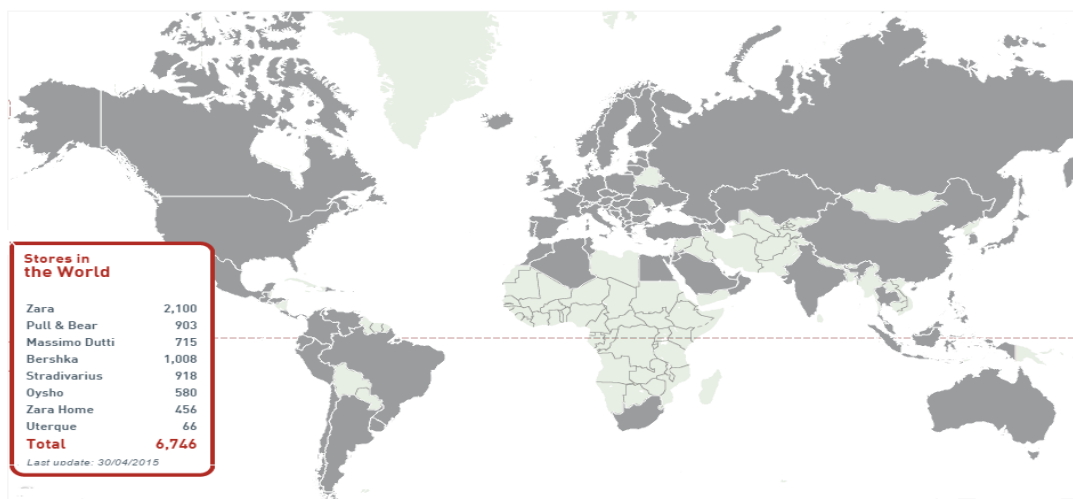 Stores in
the World
Zara 2,100
Pull & Bear 903
Massimo Dutti 715
Bershka 1,008
Stradivarius 918
Oysho 580
Zara Home 456
Uterque 66
Total 6,746
Last update: 30/04/2015